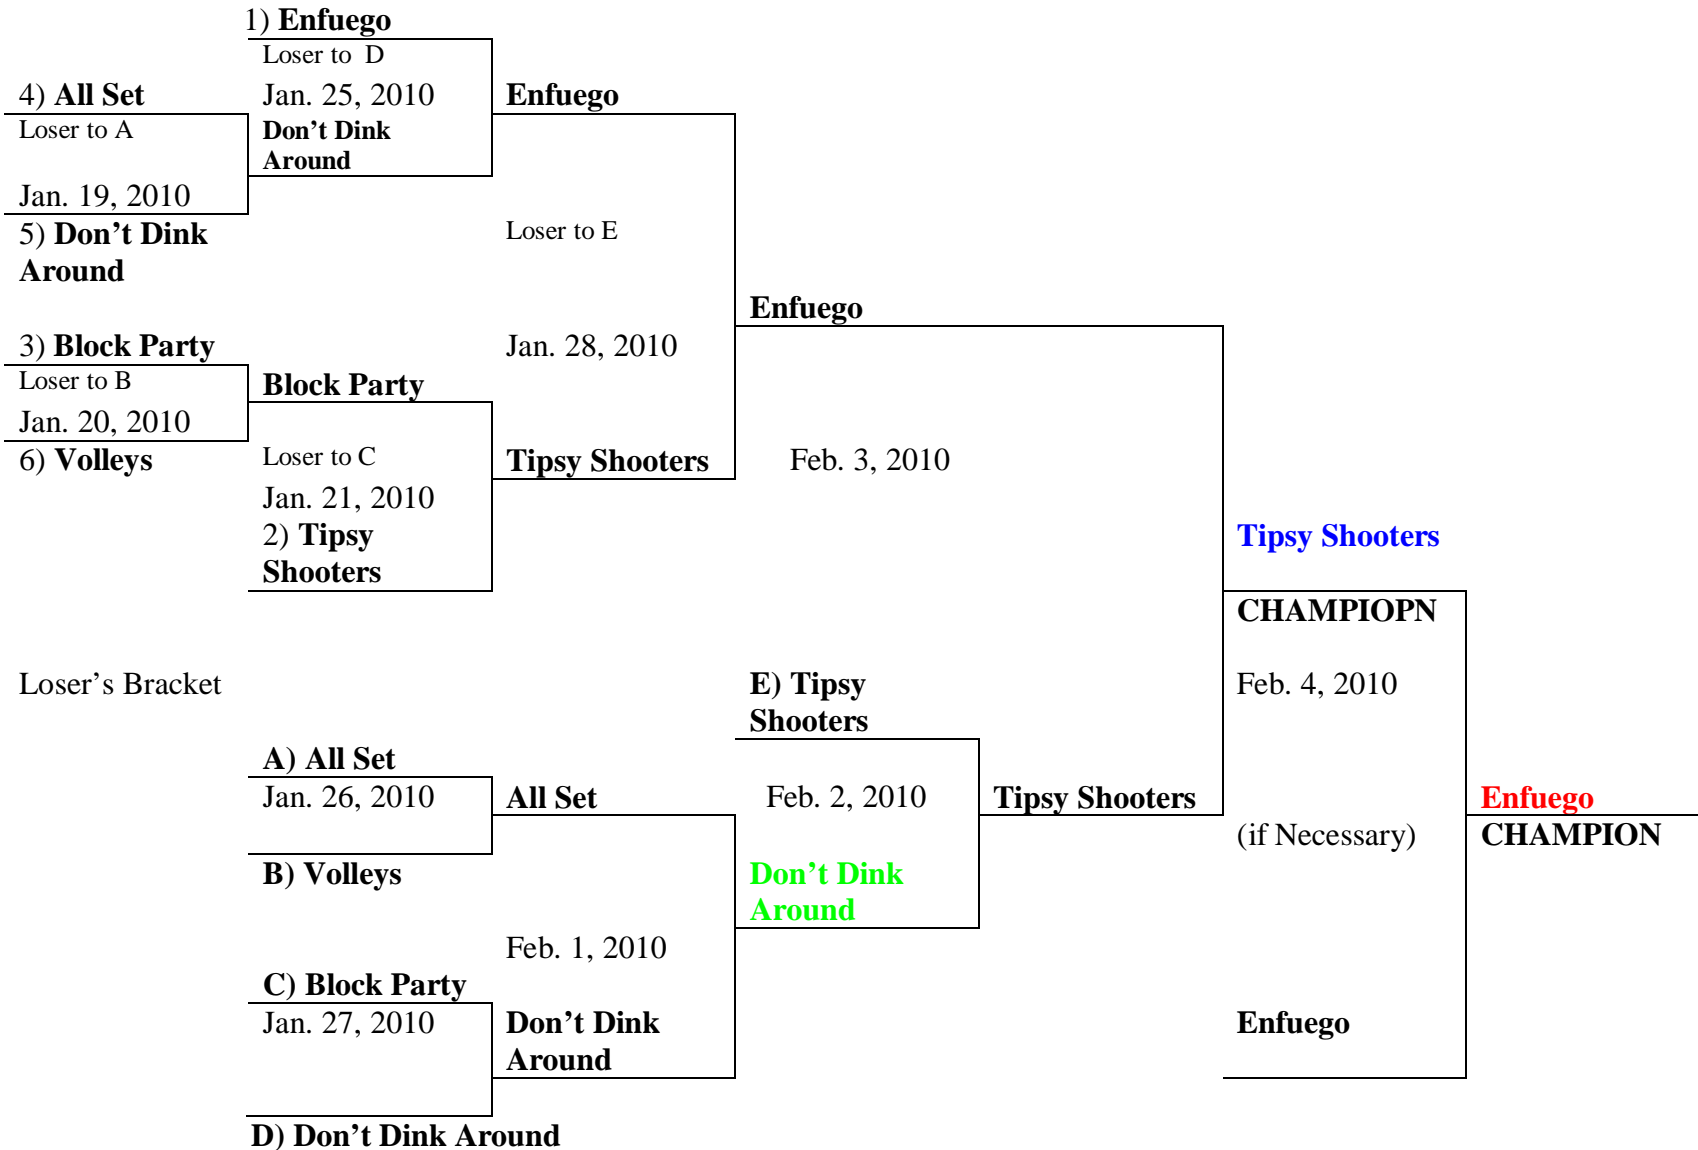 1) Enfuego
Loser to D
4) All Set
Jan. 25, 2010
Enfuego
Loser to A
Don’t Dink
Around
Jan. 19, 2010
5) Don’t Dink
Around
Loser to E
Enfuego
3) Block Party
Jan. 28, 2010
Loser to B
Block Party
Jan. 20, 2010
6) Volleys
Loser to C
Tipsy Shooters
Feb. 3, 2010
Jan. 21, 2010
2) Tipsy
Shooters
Tipsy Shooters
CHAMPIOPN
Loser’s Bracket
E) Tipsy
Shooters
Feb. 4, 2010
A) All Set
Jan. 26, 2010
All Set
Feb. 2, 2010
Tipsy Shooters
Enfuego
(if Necessary)
CHAMPION
B) Volleys
Don’t Dink
Around
Feb. 1, 2010
C) Block Party
Jan. 27, 2010
Don’t Dink
Around
Enfuego
D) Don’t Dink Around